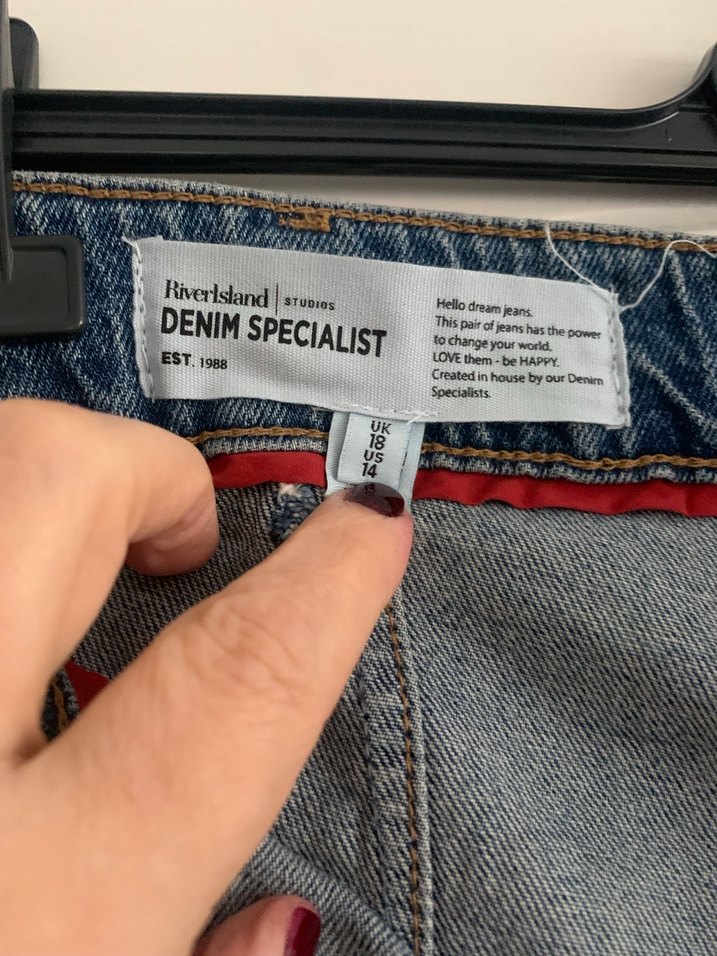 RiverIsland | STUDIOS
DENIM SPECIALIST
EST. 1988
Hello dream jeans.
This pair of jeans has the power
to change your world.
LOVE them - be HAPPY.
Created in house by our Denim
Specialists.
UK
18
US
14